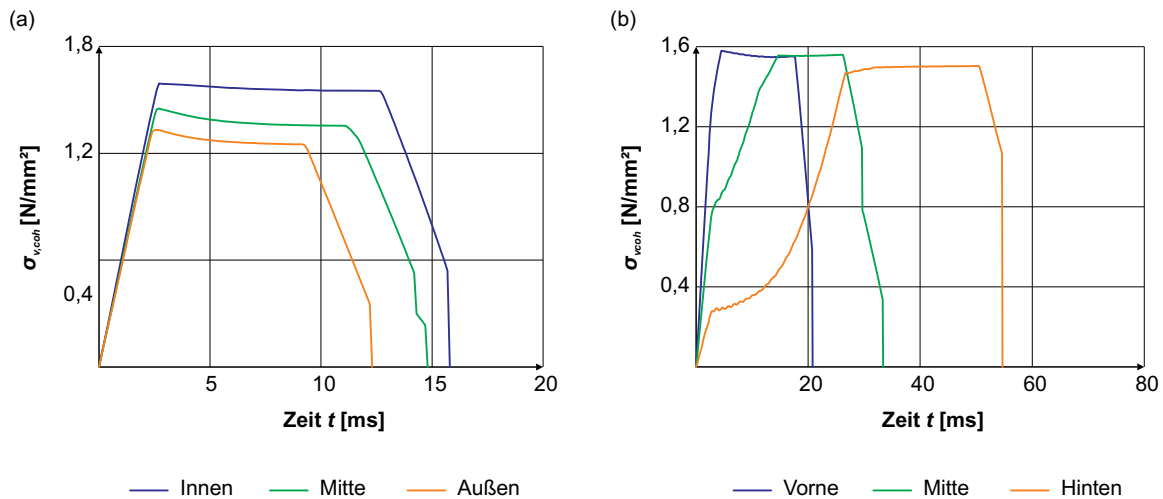 (a)
1,8
1,2
0,4
σv,coh [N/mm²]
5 10 15 20
Zeit t [ms]
Innen Mitte Außen
(b)
1,6
1,2
0,8
0,4
σvcoh [N/mm²]
20 40 60 80
Zeit t [ms]
Vorne Mitte Hinten